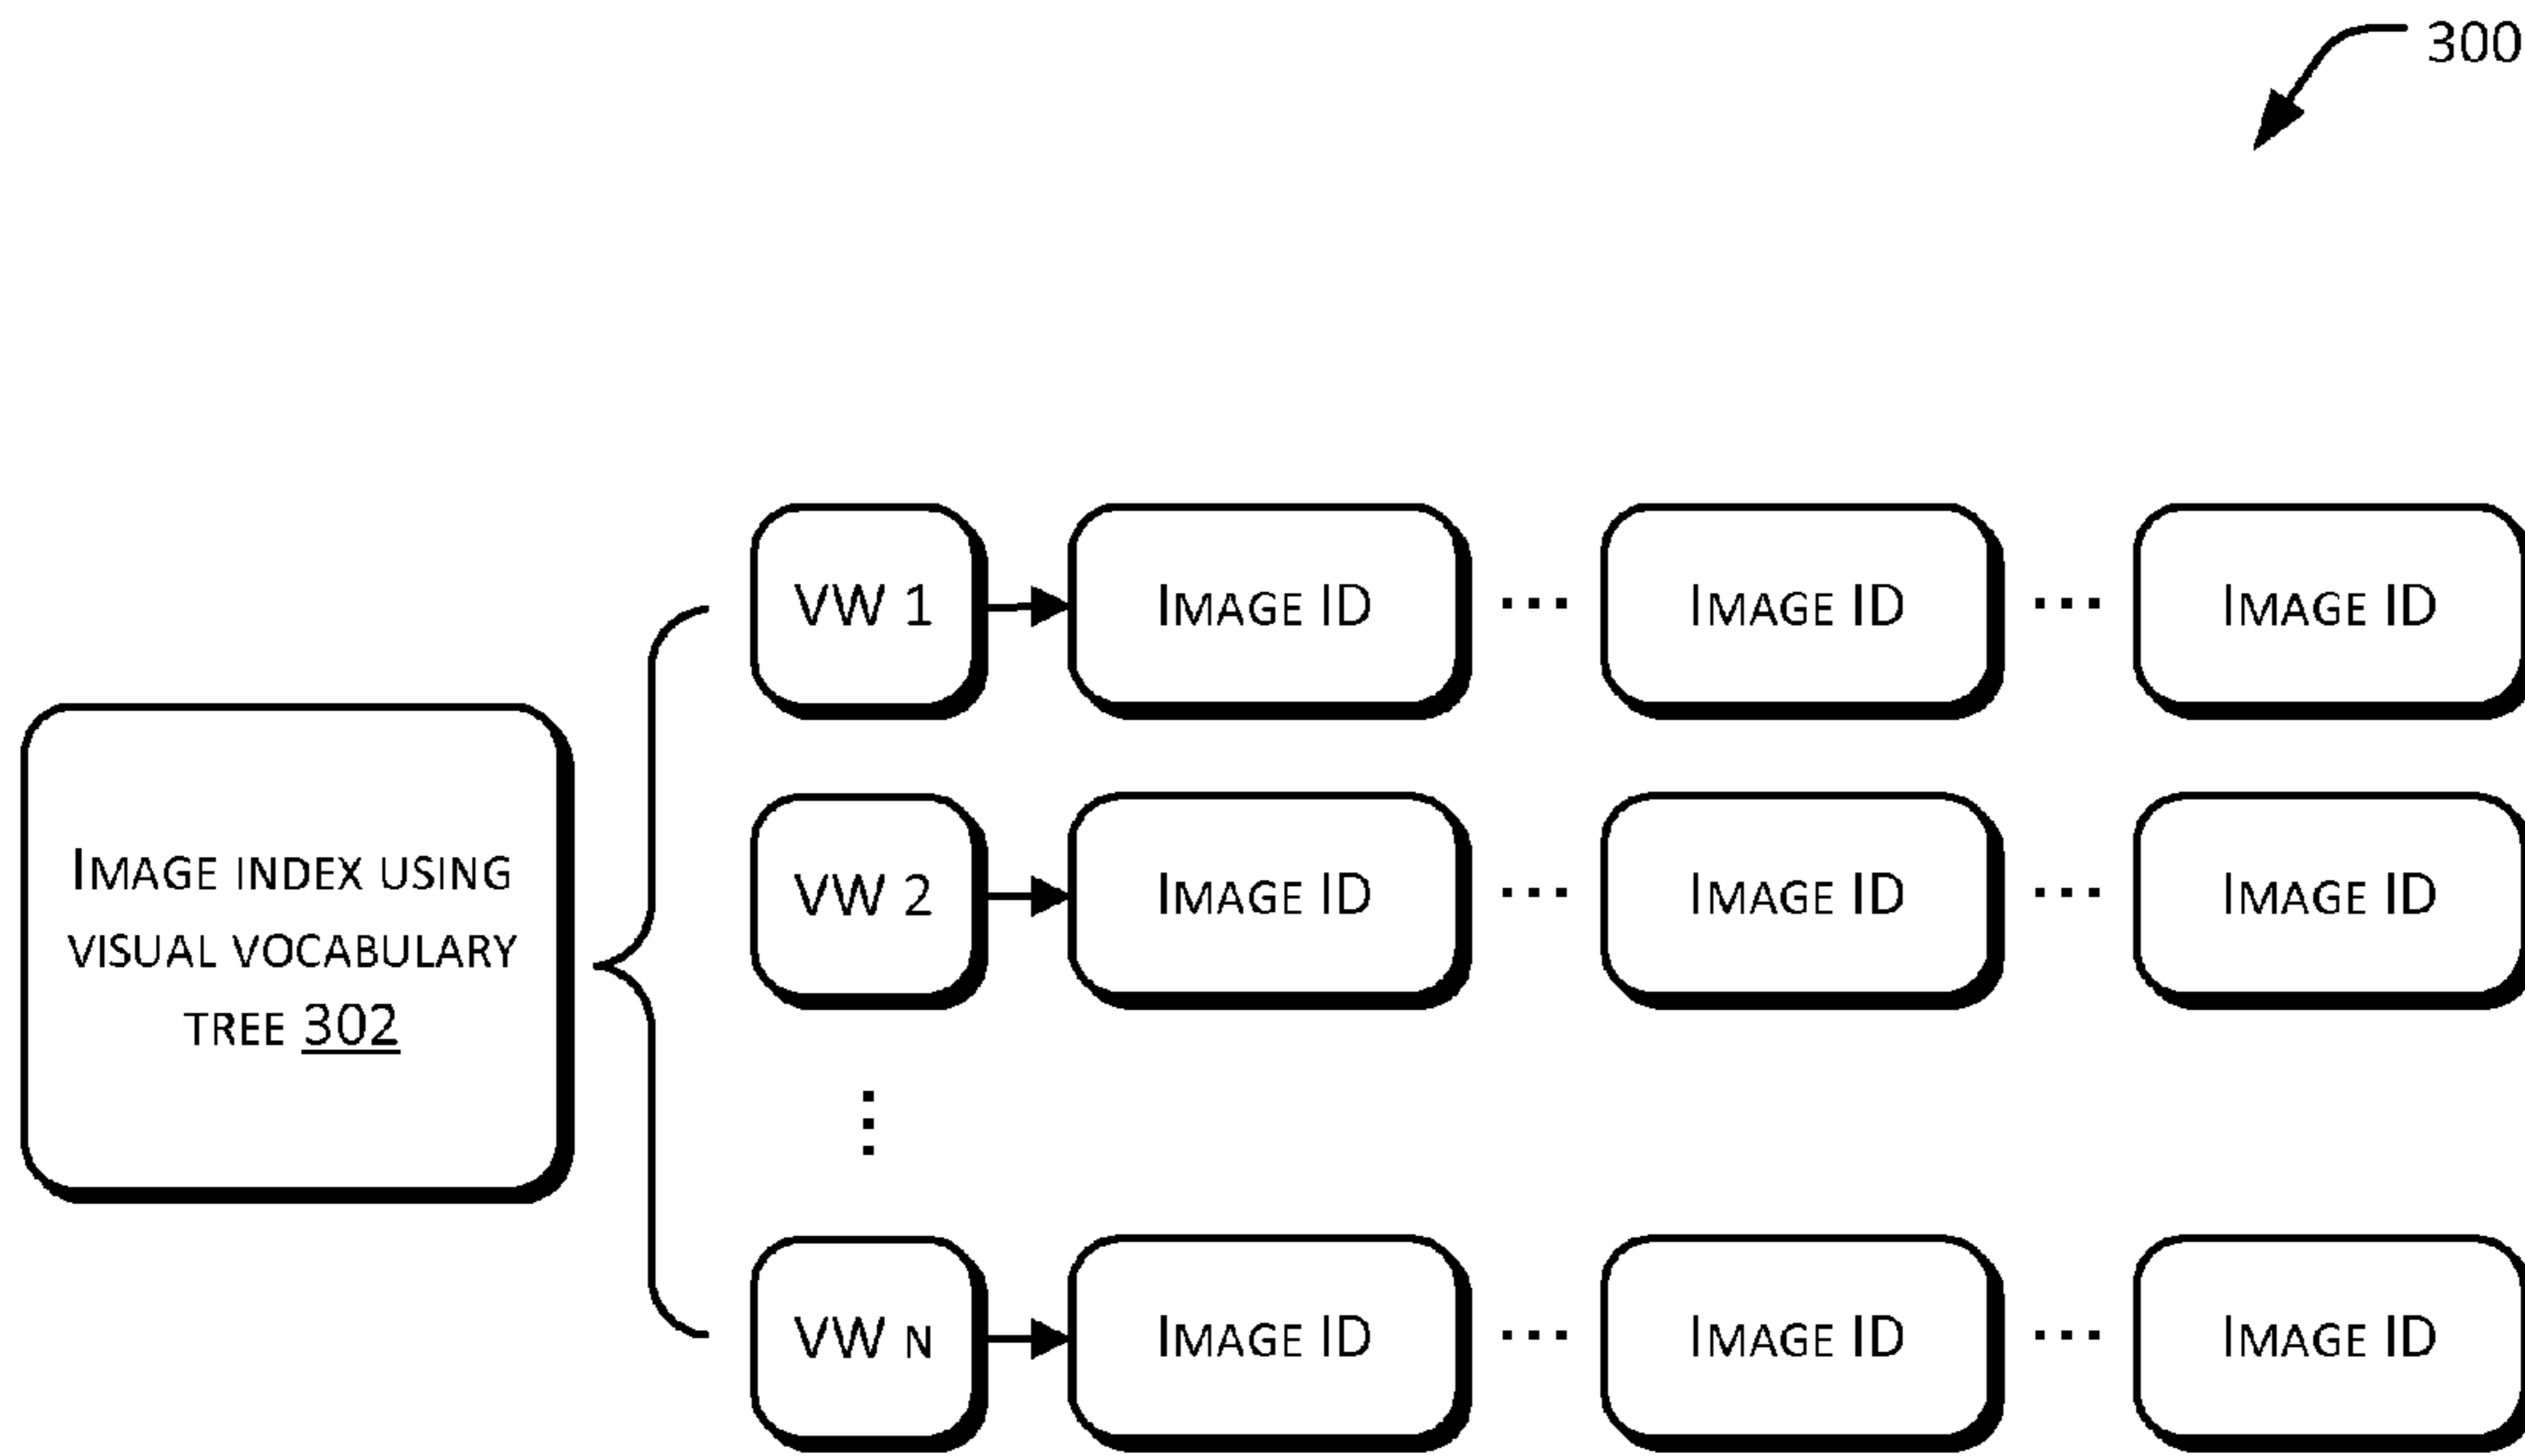 300
VW 1 IMAGE ID ... IMAGE ID ... IMAGE ID
IMAGE INDEX USING
VISUAL VOCABULARY
TREE 302
VW 2 IMAGE ID ... IMAGE ID ... IMAGE ID
VW N IMAGE ID ... IMAGE ID ... IMAGE ID